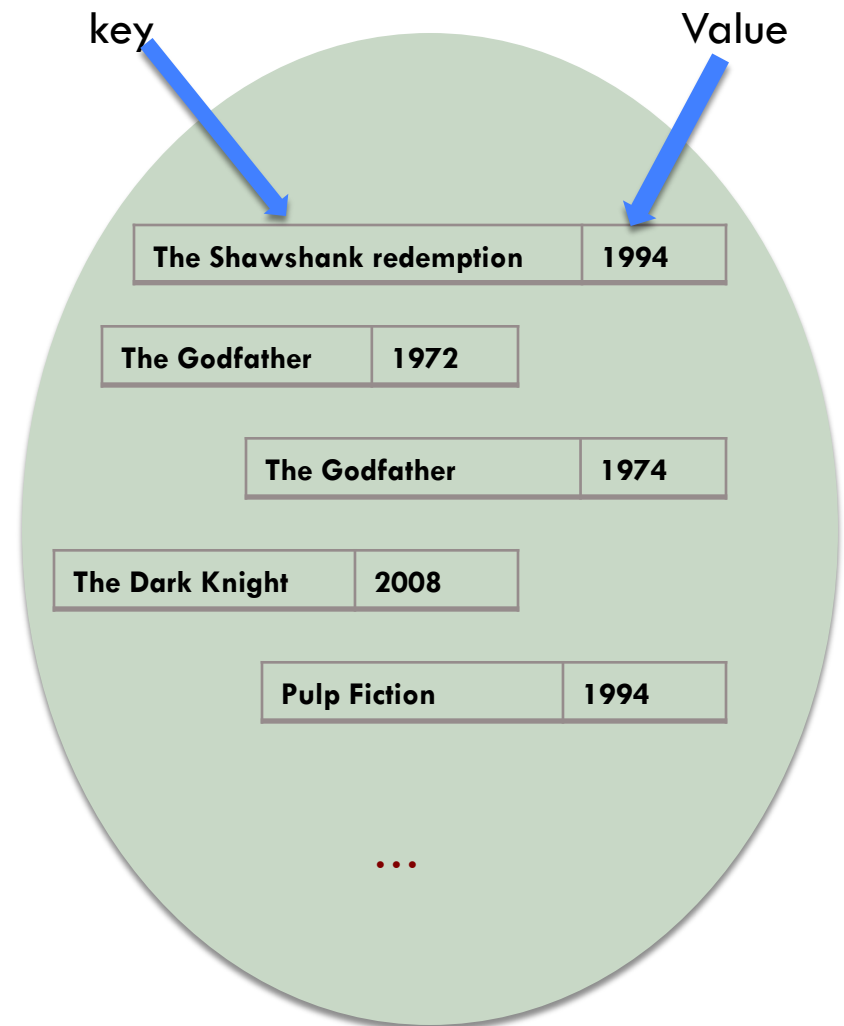 key Value
The Shawshank redemption 1994
The Godfather 1972
The Godfather 1974
The Dark Knight 2008
Pulp Fiction 1994
...